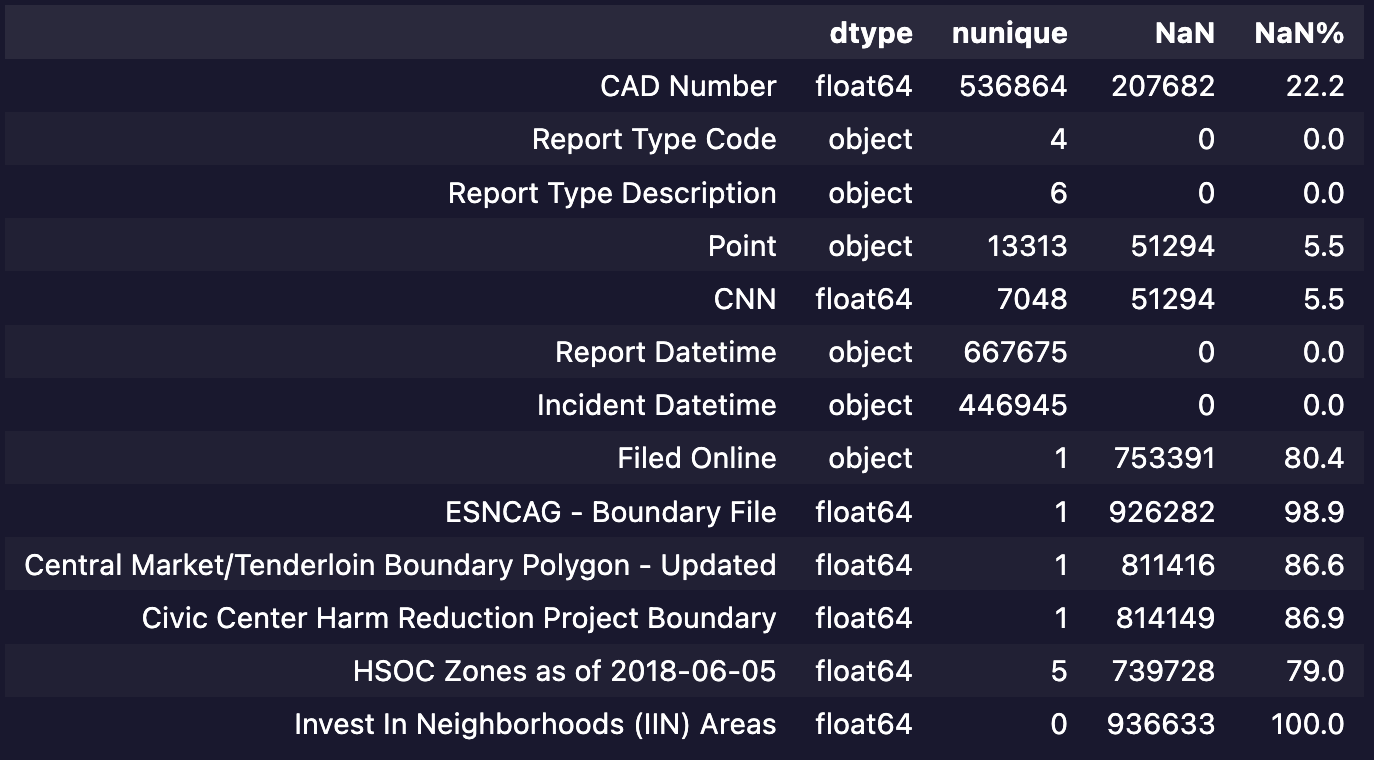 dtype nunique NaN NaN%
CAD Number float64 536864 207682 22.2
Report Type Code object 4 0 0.0
Report Type Description object 6 0 0.0
Point object 13313 51294 5.5
CNN float64 7048 51294 5.5
Report Datetime object 667675 0 0.0
Incident Datetime object 446945 0 0.0
Filed Online object 1 753391 80.4
ESNCAG - Boundary File float64 1 926282 98.9
Central Market/Tenderloin Boundary Polygon - Updated float64 1 811416 86.6
Civic Center Harm Reduction Project Boundary float64 1 814149 86.9
HSOC Zones as of 2018-06-05 float64 5 739728 79.0
Invest In Neighborhoods (IIN) Areas float64 0 936633 100.0